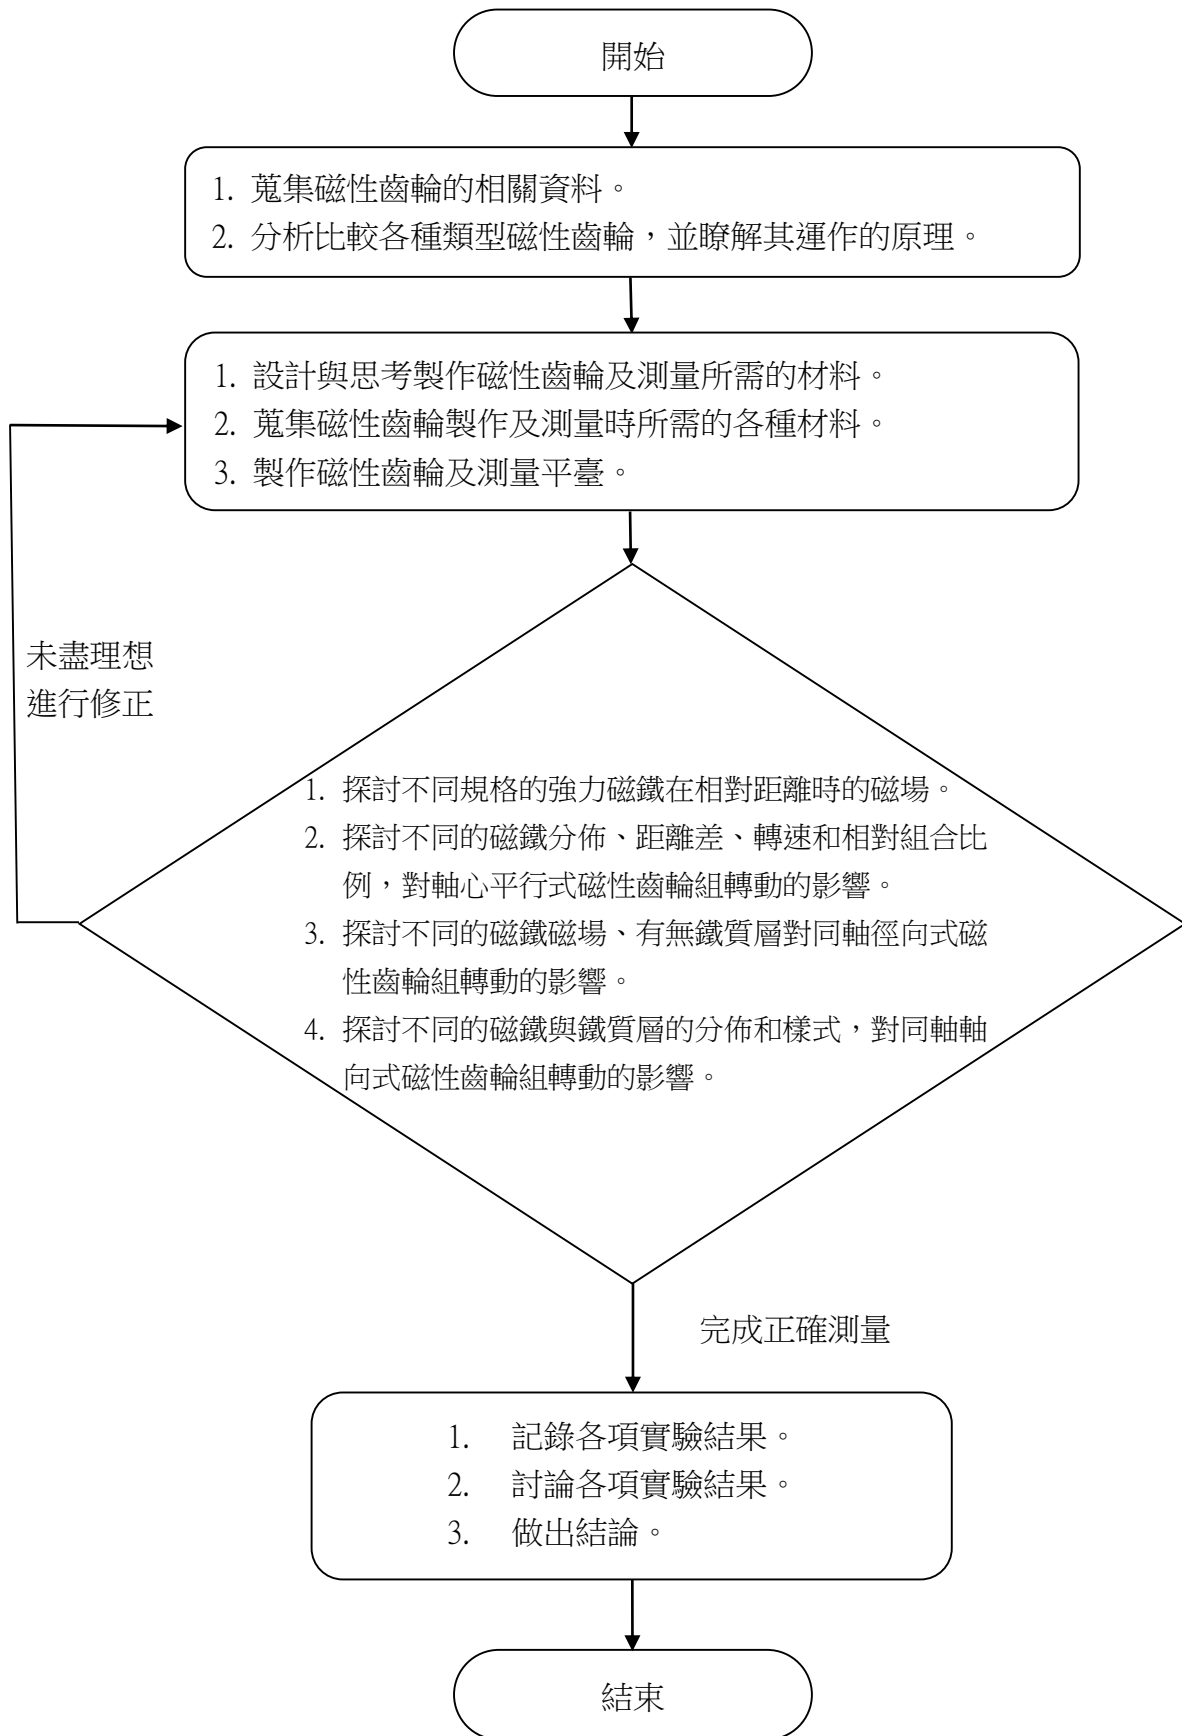 開始
1. 蒐集磁性齒輪的相關資料。
2. 分析比較各種類型磁性齒輪，並瞭解其運作的原理。
1. 設計與思考製作磁性齒輪及測量所需的材料。
2. 蒐集磁性齒輪製作及測量時所需的各種材料。
3. 製作磁性齒輪及測量平臺。
未盡理想
進行修正
1. 探討不同規格的強力磁鐵在相對距離時的磁場。
2. 探討不同的磁鐵分佈、距離差、轉速和相對組合比
例，對軸心平行式磁性齒輪組轉動的影響。
3. 探討不同的磁鐵磁場、有無鐵質層對同軸徑向式磁
性齒輪組轉動的影響。
4. 探討不同的磁鐵與鐵質層的分佈和樣式，對同軸軸
向式磁性齒輪組轉動的影響。
完成正確測量
1. 記錄各項實驗結果。
2. 討論各項實驗結果。
3. 做出結論。
結束